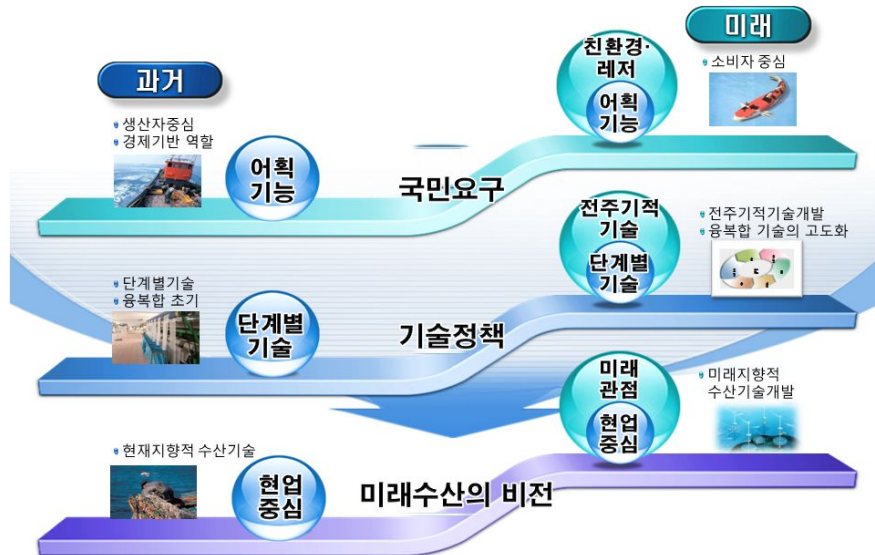 미래
과거
친환경·
레저
어획
기능
소비자 중심
생산자중심
경제기반 역할
어획
기능
국민요구
전주기적
기술
단계별
기술
전주기적기술개발
융복합 기술의 고도화
단계별기술
융복합 초기
단계별
기술
기술정책
미래
관점
현업
중심
미래지향적
수산기술개발
현재지향적 수산기술
현업
중심
미래수산의 비전